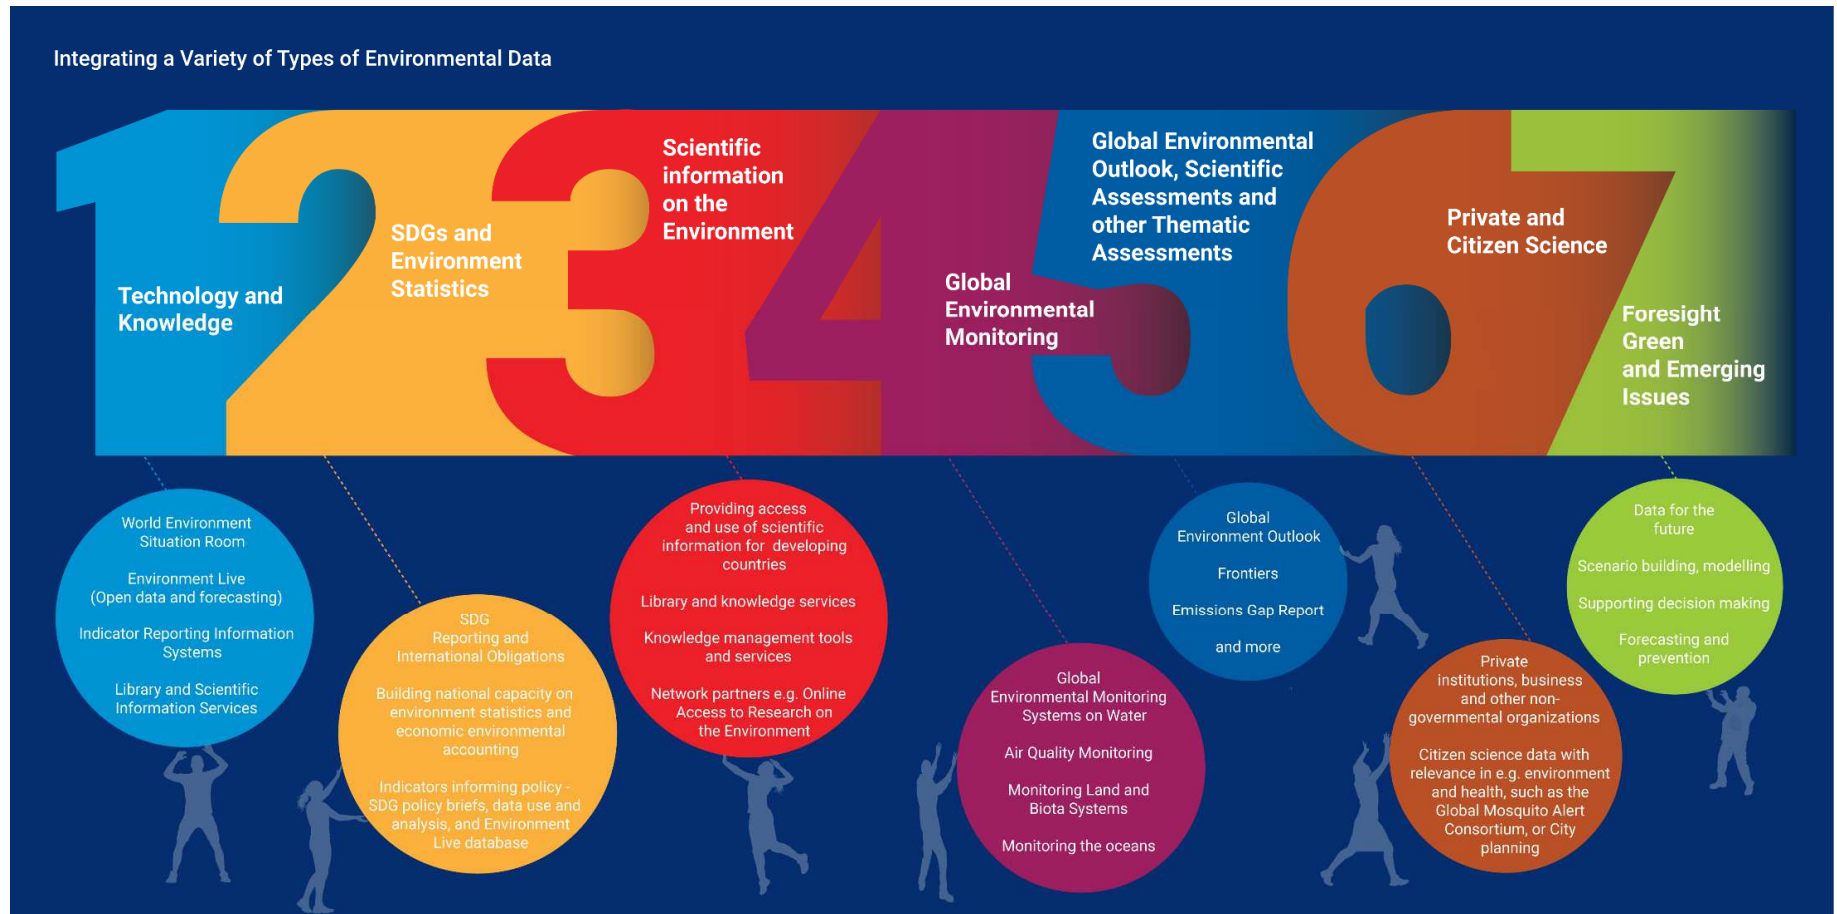 Integrating a Variety of Types of Environmental Data
1
Technology and
Knowledge
2
SDGs and
Environment
Statistics
3
Scientific
information
on the
Environment
4
Global
Environmental
Monitoring
5
Global Environmental
Outlook, Scientific
Assessments and
other Thematic
Assessments
6
Private and
Citizen Science
7
Foresight
Green
and Emerging
Issues
World Environment
Situation Room
Environment Live
(Open data and forecasting)
Indicator Reporting Information
Systems
Library and Scientific
Information Services
SDG
Reporting and
International Obligations
Building national capacity on
environment statistics and
economic environmental
accounting
Indicators informing policy -
SDG policy briefs, data use and
analysis, and Environment
Live database
Providing access
and use of scientific
information for developing
countries
Library and knowledge services
Knowledge management tools
and services
Network partners e.g. Online
Access to Research on
the Environment
Global
Environmental Monitoring
Systems on Water
Air Quality Monitoring
Monitoring Land and
Biota Systems
Monitoring the oceans
Global
Environment Outlook
Frontiers
Emissions Gap Report
and more
Private
institutions, business
and other non-
governmental organizations
Citizen science data with
relevance in e.g. environment
and health, such as the
Global Mosquito Alert
Consortium, or City
planning
Data for the
future
Scenario building, modelling
Supporting decision making
Forecasting and
prevention